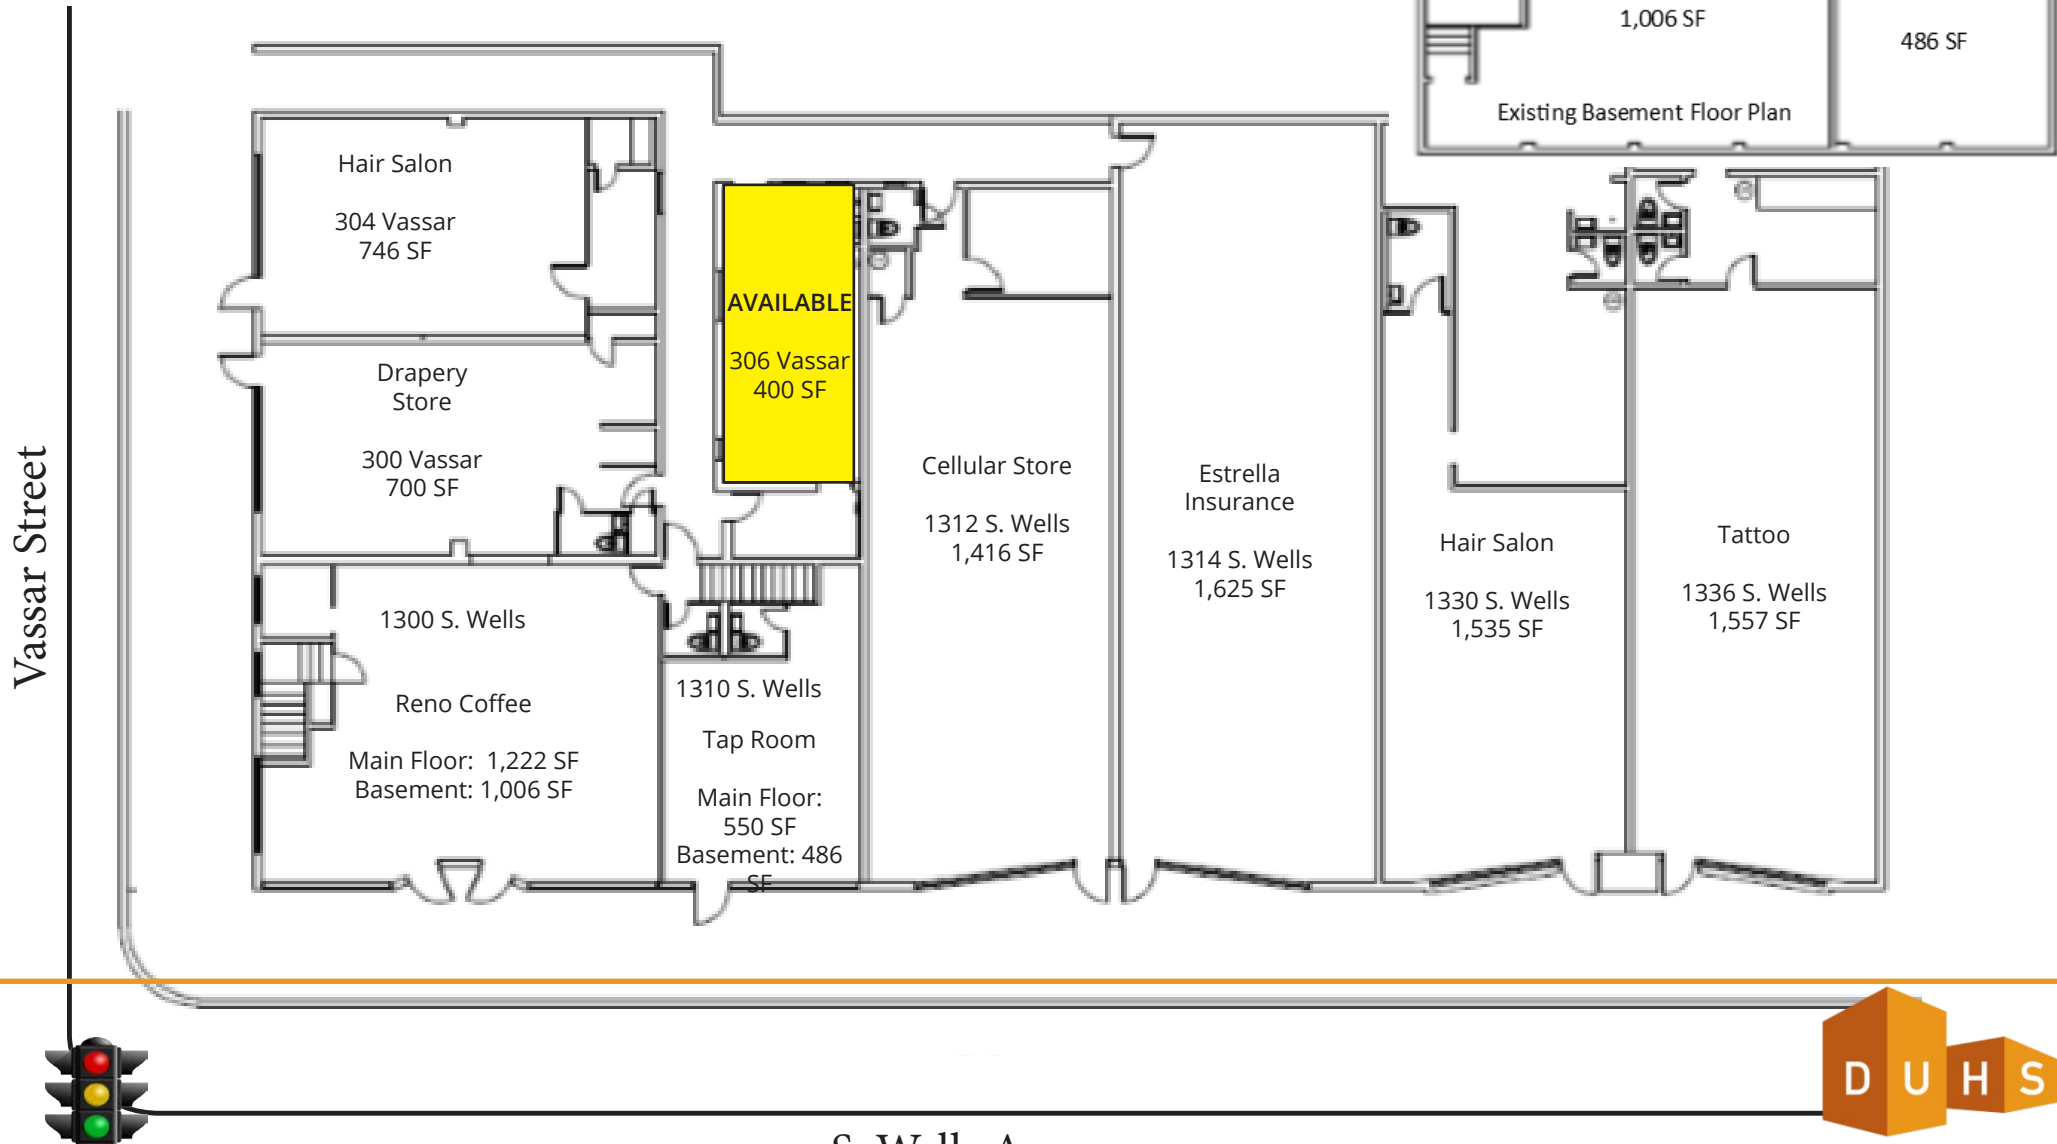 1,006 SF
486 SF
Existing Basement Floor Plan
Hair Salon
304 Vassar
746 SF
AVAILABLE
306 Vassar
400 SF
Drapery
Store
300 Vassar
700 SF
Cellular Store
1312 S. Wells
1,416 SF
Estrella
Insurance
1314 S. Wells
1,625 SF
Hair Salon
1330 S. Wells
1,535 SF
Tattoo
1336 S. Wells
1,557 SF
1300 S. Wells
Reno Coffee
Main Floor:  1,222 SF
Basement: 1,006 SF
1310 S. Wells
Tap Room
Main Floor:
550 SF
Basement: 486
SF
Vassar Street
DUHS
S. Wells A